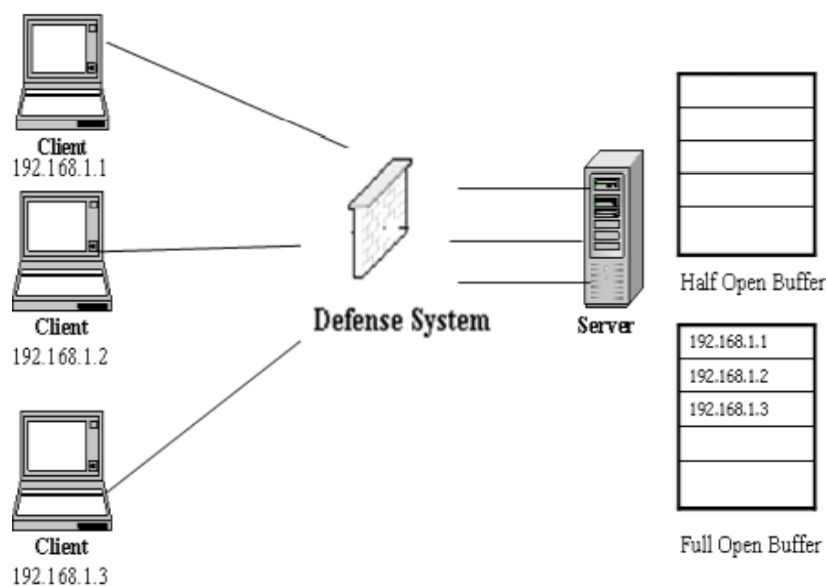 Client
192.168.1.1
Client
192.168.1.2
Client
192.168.1.3
Defense System
Server
Half Open Buffer
192.168.1.1
192.168.1.2
192.168.1.3
Full Open Buffer